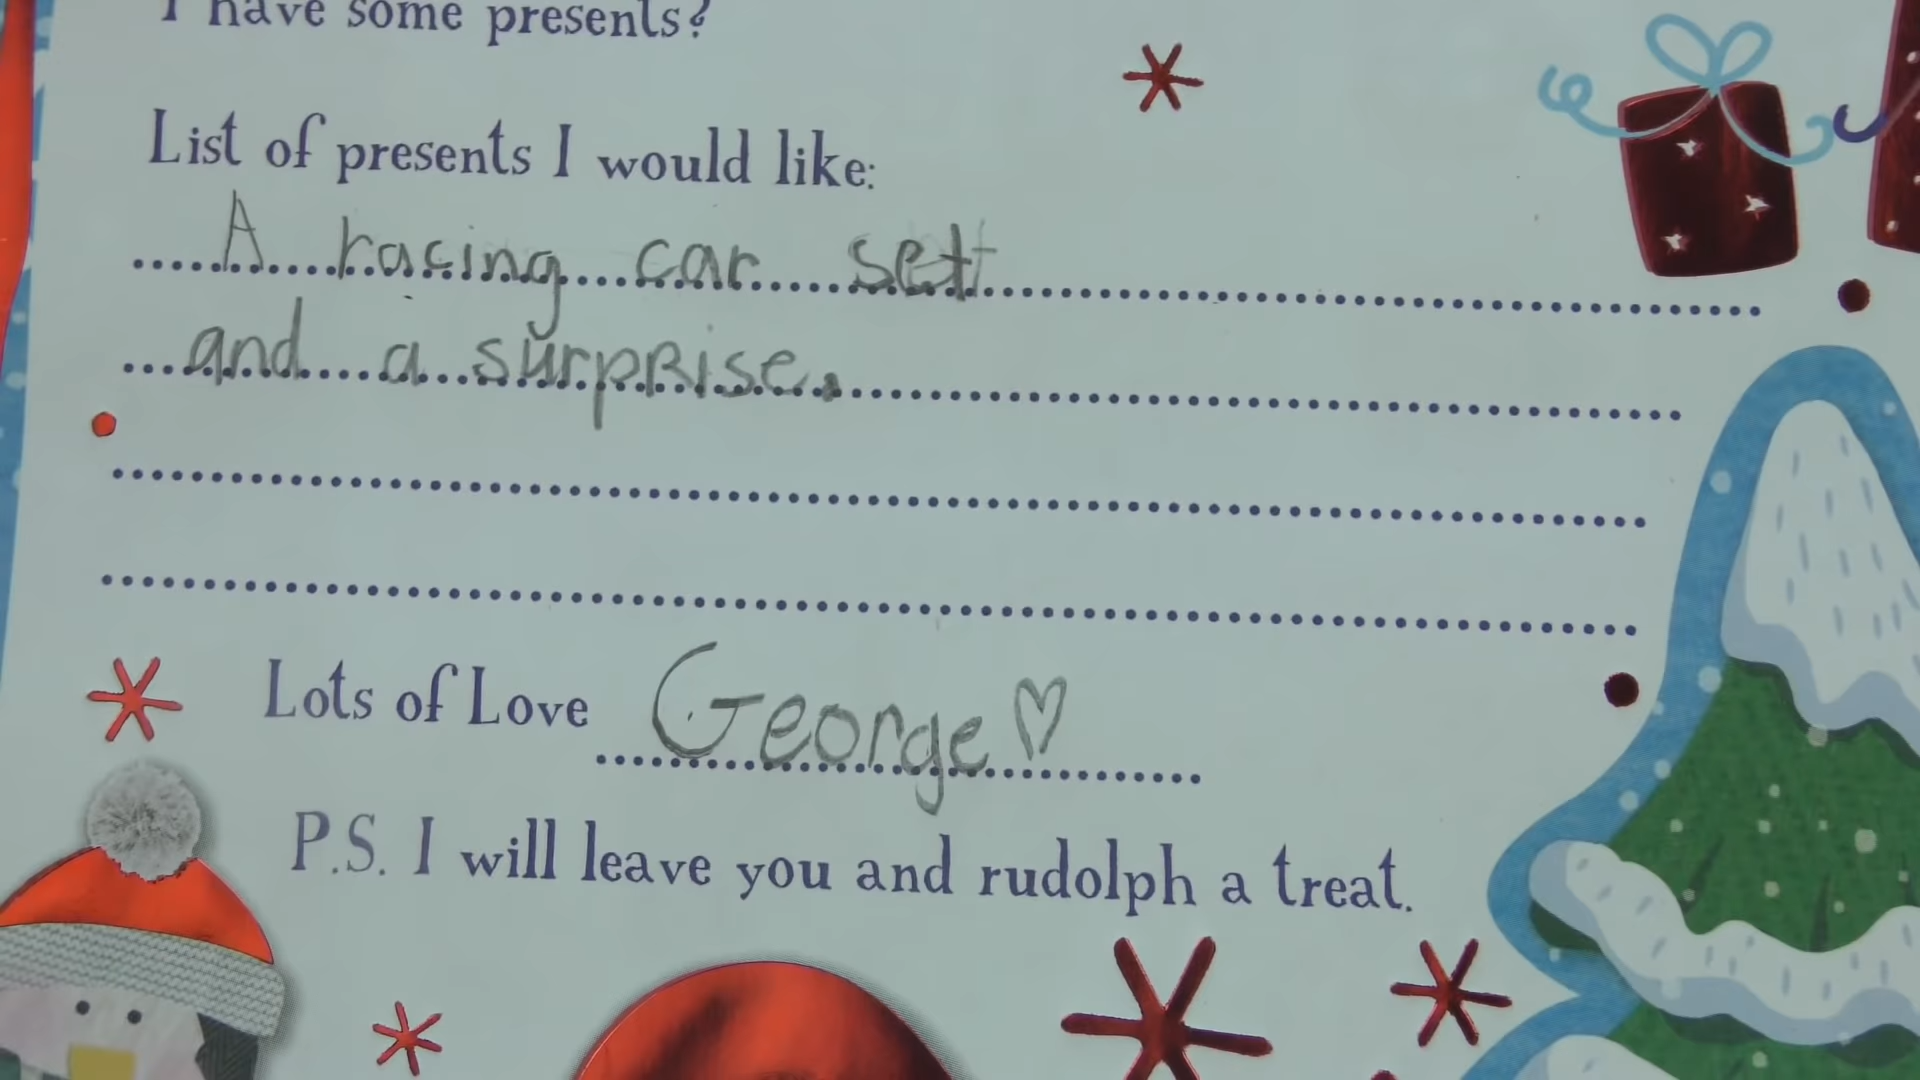 I have some presents?
List of presents I would like:
A racing car set
and a surprise.
Lots of Love George♡
P.S. I will leave you and rudolph a treat.